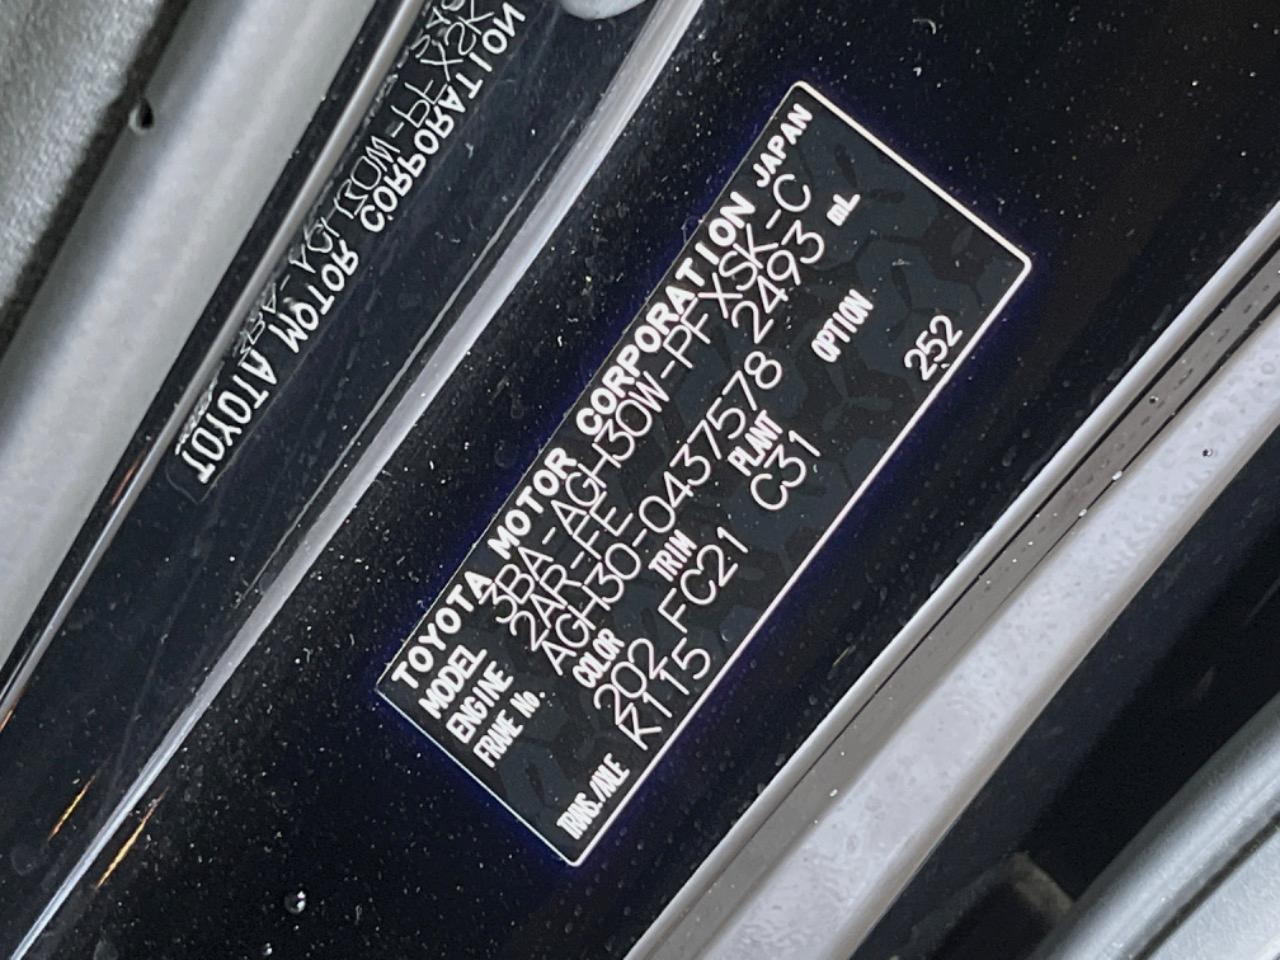 TOYOTA MOTOR CORPORATION JAPAN
MODEL 3BA-AGH30W-PFXSK-C
ENGINE 2AR-FE 2493 mL
FRAME No. AGH30-0437578
COLOR TRIM PLANT OPTION
202 FC21 C31 252
TRANS./AXLE K115
TOYOTA MOTOR CORPORATION